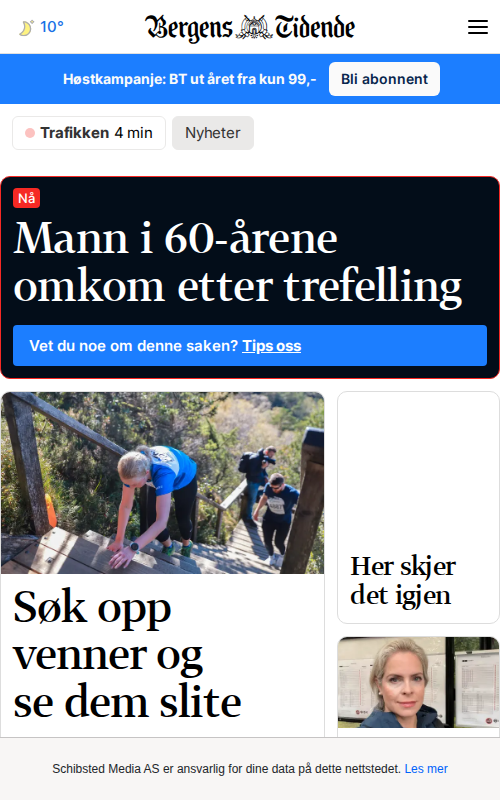 10°
Bergens Tidende
Høstkampanje: BT ut året fra kun 99,-
Bli abonnent
Trafikken 4 min
Nyheter
Nå
Mann i 60-årene
omkom etter trefelling
Vet du noe om denne saken? Tips oss
Søk opp
venner og
se dem slite
Her skjer
det igjen
Schibsted Media AS er ansvarlig for dine data på dette nettstedet. Les mer